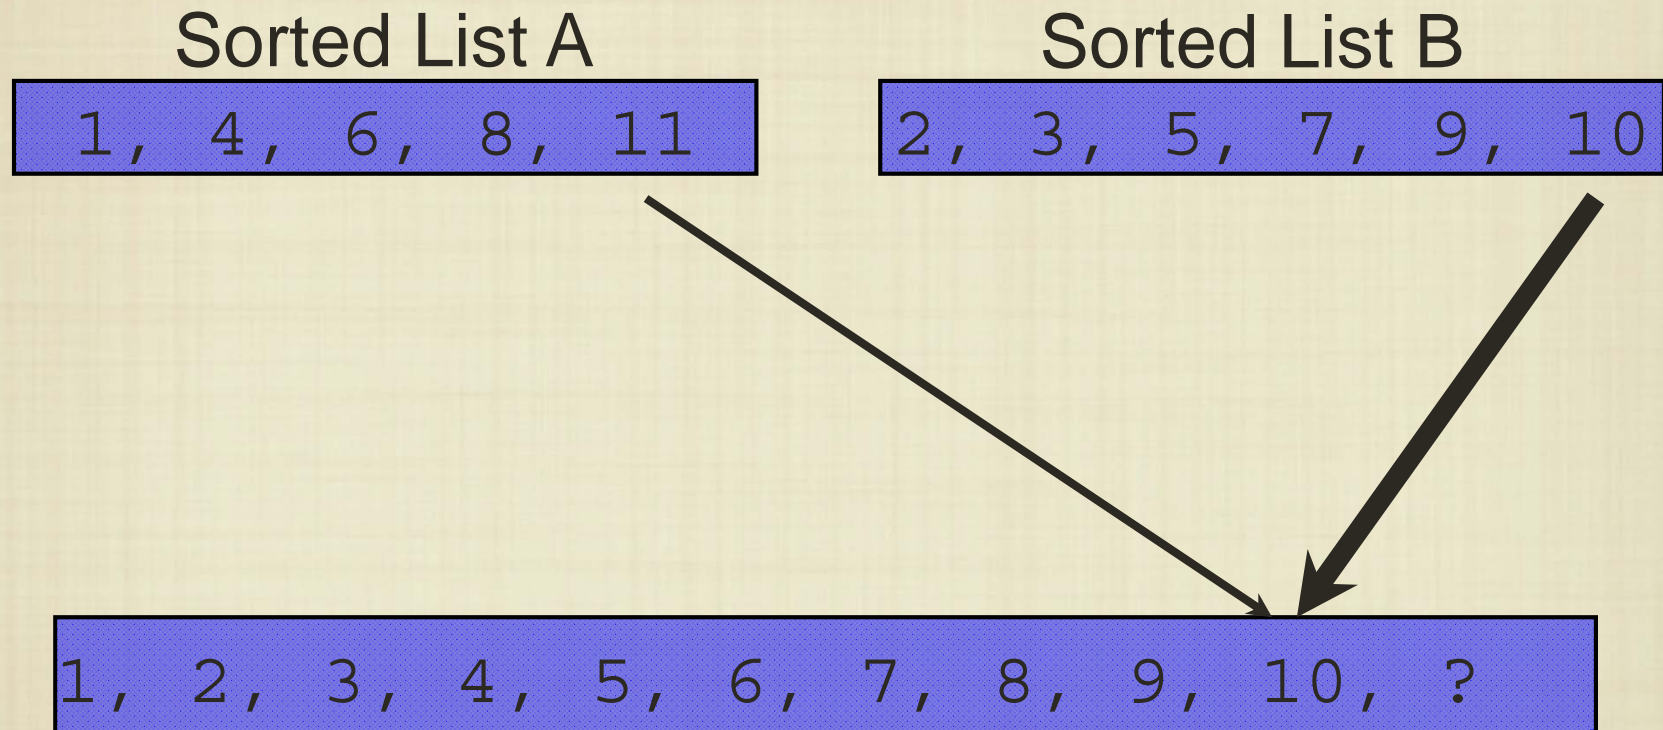 Sorted List A
Sorted List B
1, 4, 6, 8, 11
2, 3, 5, 7, 9, 10
1, 2, 3, 4, 5, 6, 7, 8, 9, 10, ?